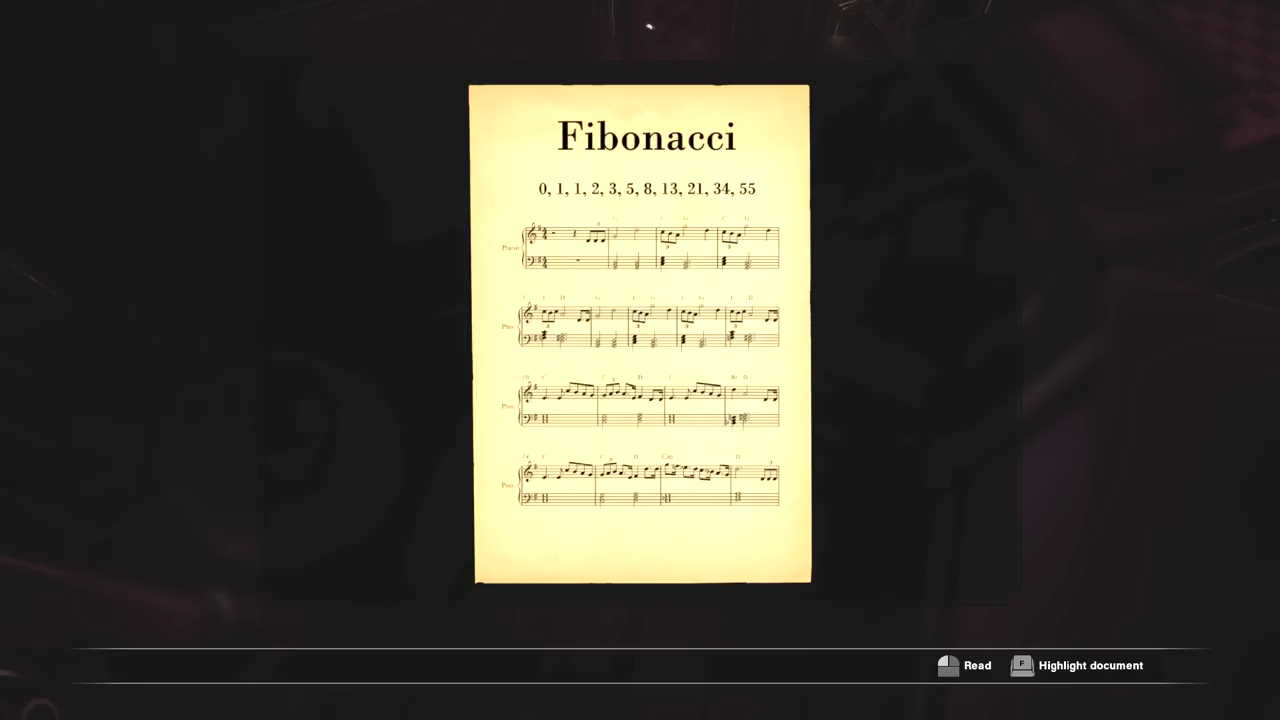 Fibonacci
0, 1, 1, 2, 3, 5, 8, 13, 21, 34, 55
Piano
Pno
Pno
Pno
F
Read
Highlight document